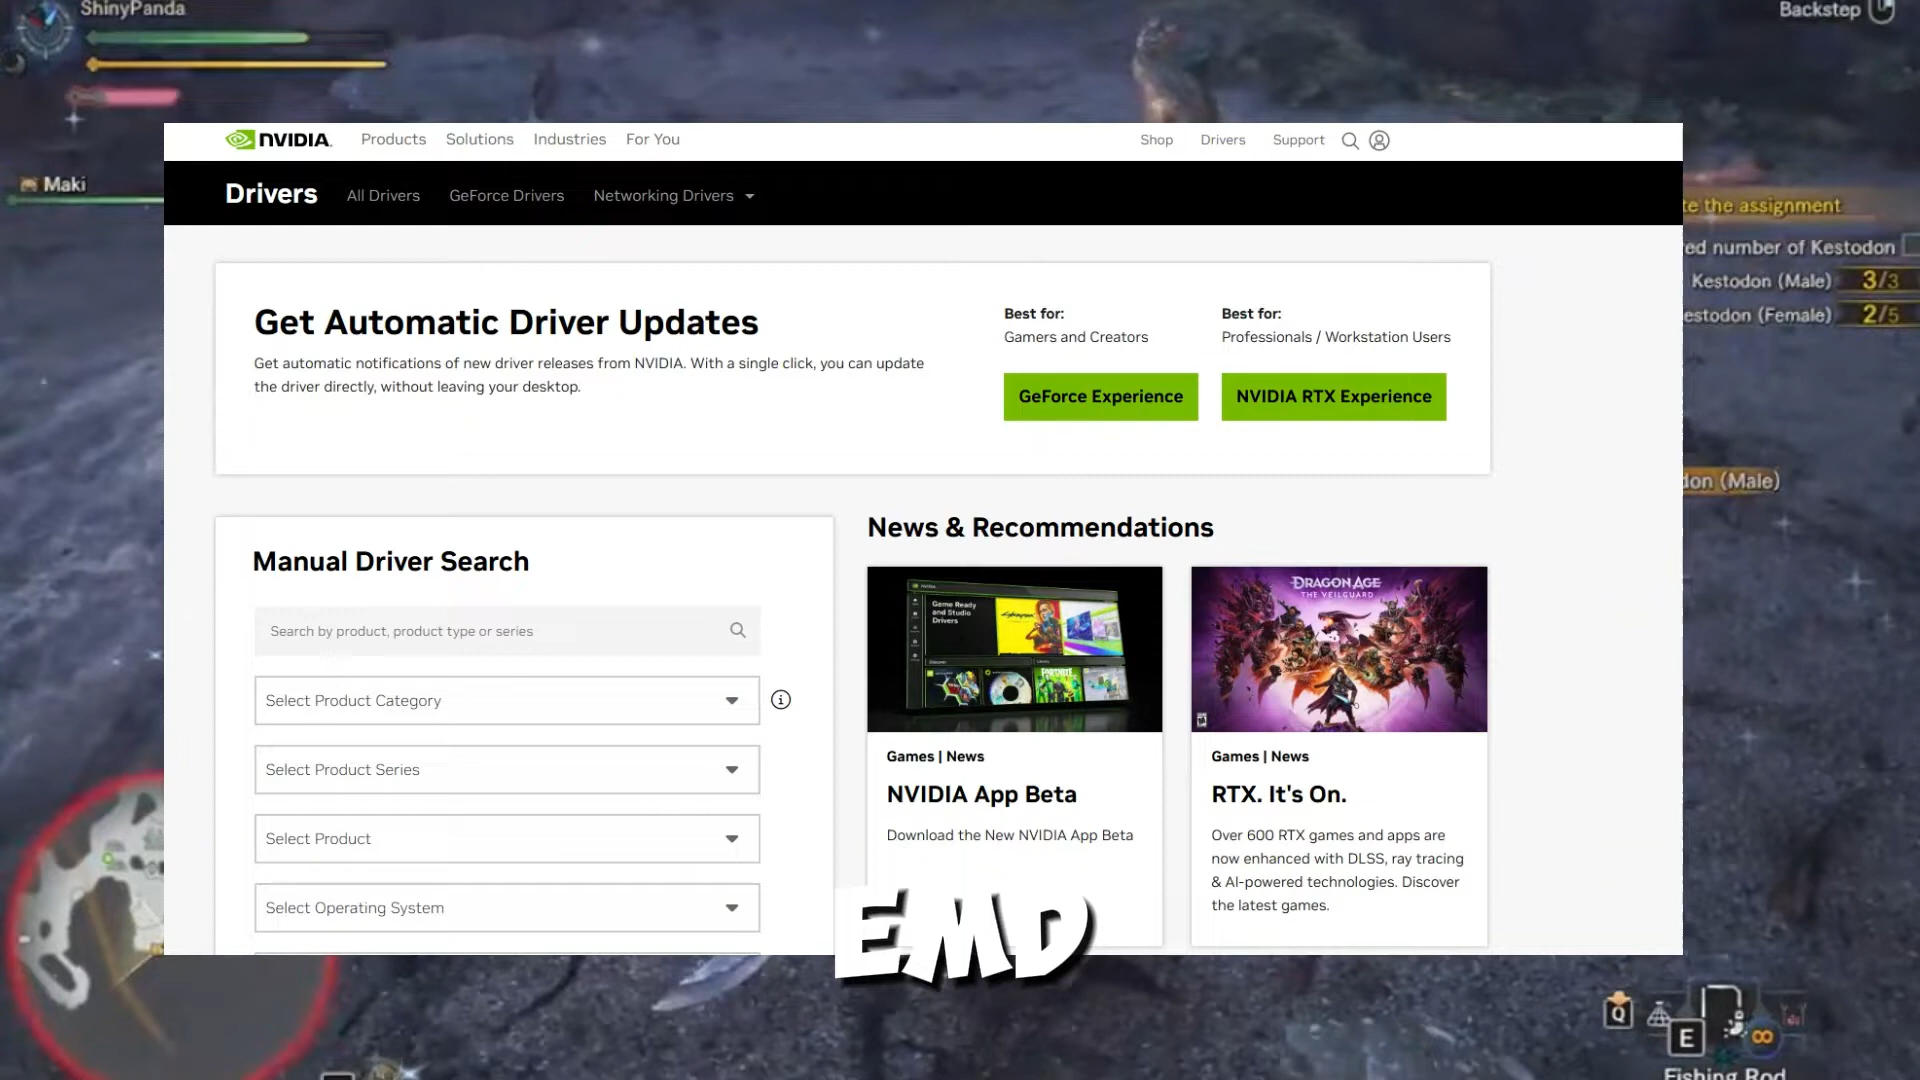 ShinyPanda
Backstep
NVIDIA.
Products
Solutions
Industries
For You
Shop
Drivers
Support
Maki
Drivers
All Drivers
GeForce Drivers
Networking Drivers
te the assignment
ed number of Kestodon
Kestodon (Male) 3/3
estodon (Female) 2/5
Get Automatic Driver Updates
Get automatic notifications of new driver releases from NVIDIA. With a single click, you can update
the driver directly, without leaving your desktop.
Best for:
Gamers and Creators
GeForce Experience
Best for:
Professionals / Workstation Users
NVIDIA RTX Experience
don (Male)
Manual Driver Search
Search by product, product type or series
Select Product Category
Select Product Series
Select Product
Select Operating System
News & Recommendations
Game Ready
and Studio
Drivers
FORTNITE
Games | News
NVIDIA App Beta
Download the New NVIDIA App Beta
DRAGON AGE
THE VEILGUARD
Games | News
RTX. It's On.
Over 600 RTX games and apps are
now enhanced with DLSS, ray tracing
& AI-powered technologies. Discover
the latest games.
EMD
Q
E
Fishing Rod